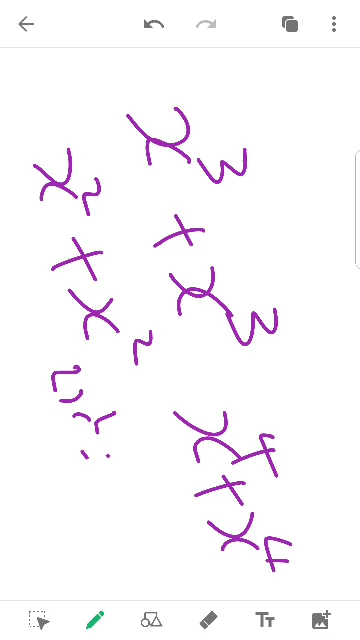 x³ + x³ x⁴ + x⁴
x² + x²